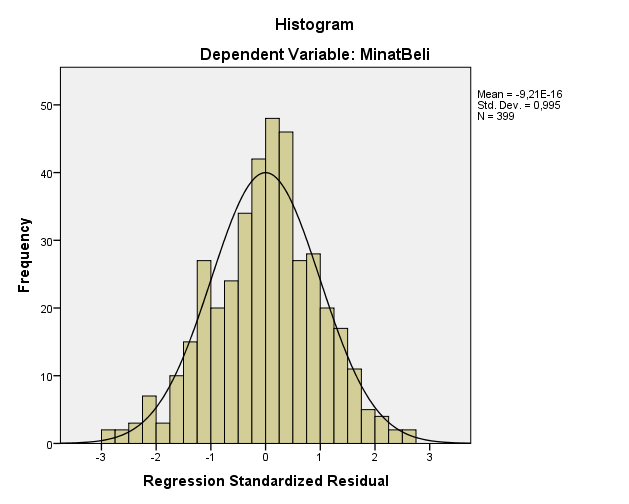 Histogram
Dependent Variable: MinatBeli
Mean = -9,21E-16
Std. Dev. = 0,995
N = 399
50
40
30
20
10
0
Frequency
-3 -2 -1 0 1 2 3
Regression Standardized Residual